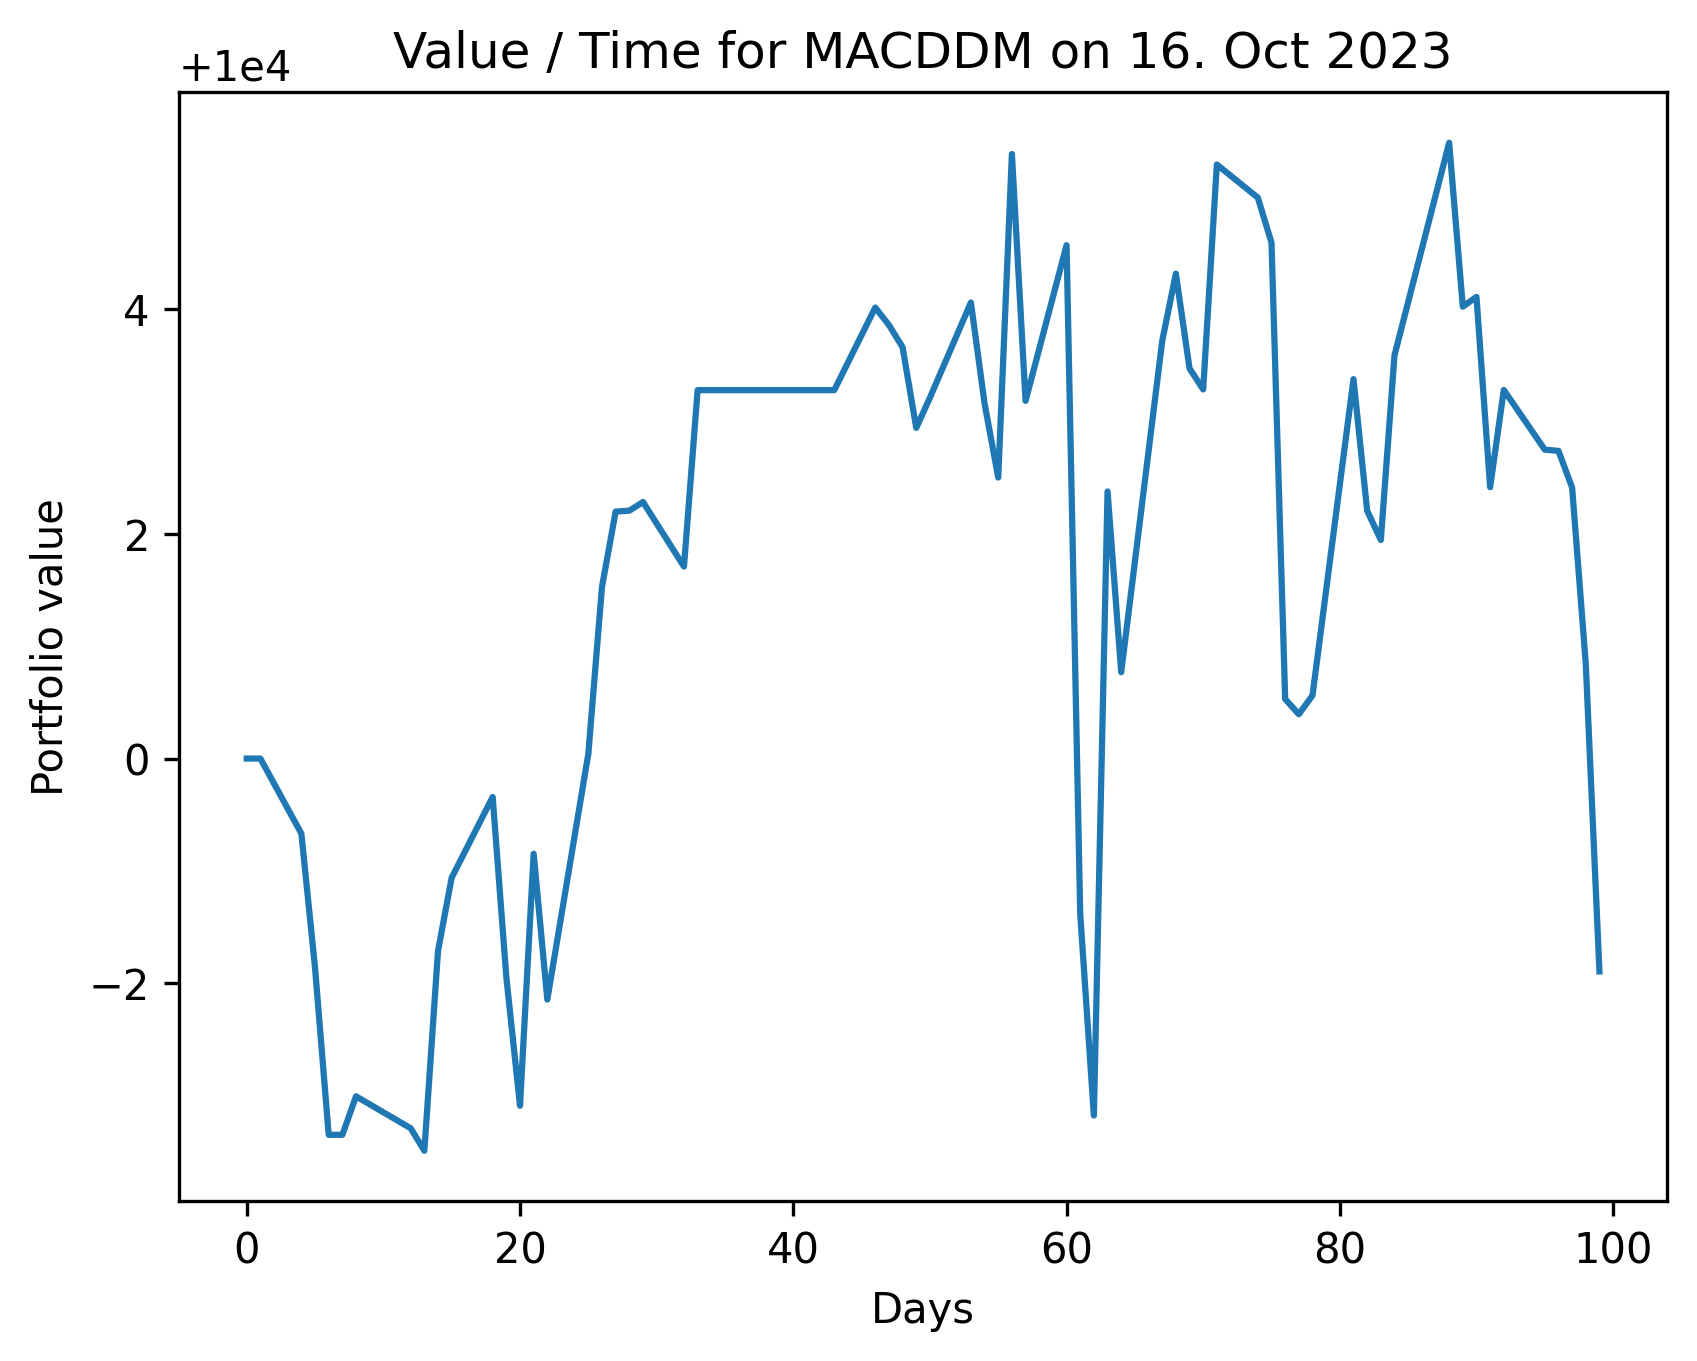 Value / Time for MACDDM on 16. Oct 2023
+1e4
4
2
0
−2
Portfolio value
0 20 40 60 80 100
Days